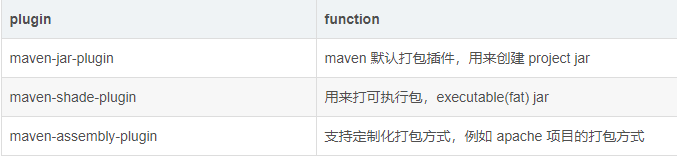 plugin function
maven-jar-plugin maven 默认打包插件，用来创建 project jar
maven-shade-plugin 用来打可执行包，executable(fat) jar
maven-assembly-plugin 支持定制化打包方式，例如 apache 项目的打包方式